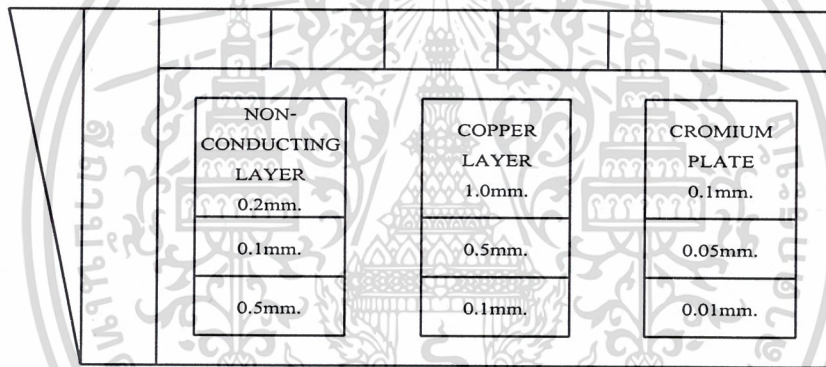 NON-
CONDUCTING
LAYER
0.2mm.
0.1mm.
0.5mm.
COPPER
LAYER
1.0mm.
0.5mm.
0.1mm.
CROMIUM
PLATE
0.1mm.
0.05mm.
0.01mm.